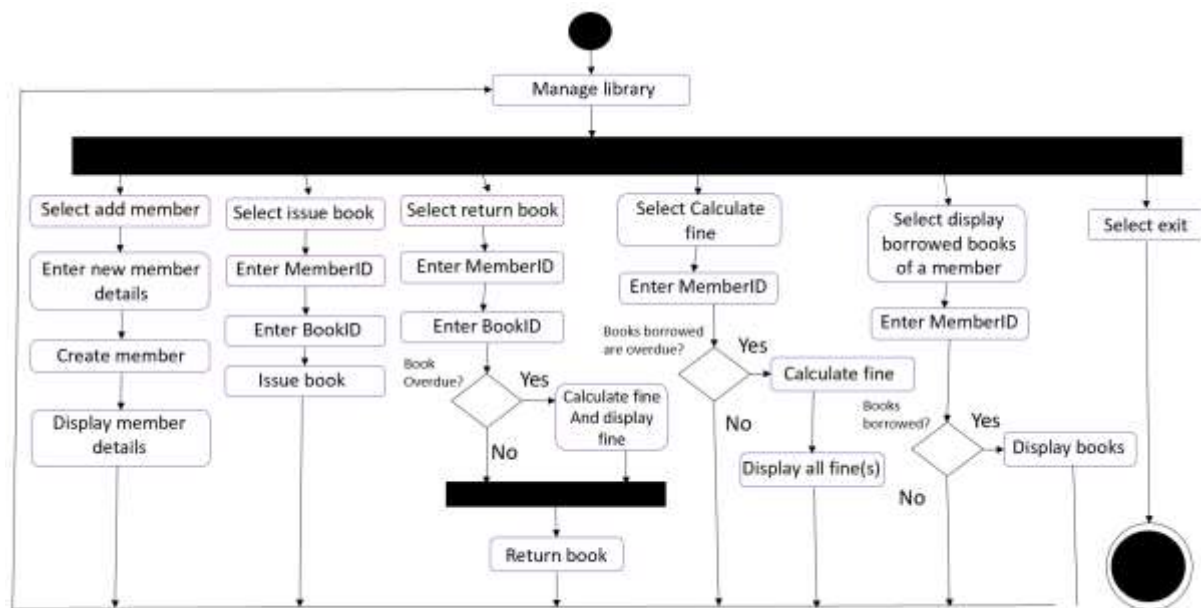 Manage library
Select add member
Enter new member
details
Create member
Display member
details
Select issue book
Enter MemberID
Enter BookID
Issue book
Select return book
Enter MemberID
Enter BookID
Book
Overdue?
Yes
Calculate fine
And display
fine
No
Return book
Select Calculate
fine
Enter MemberID
Books borrowed
are overdue?
Yes
Calculate fine
No
Display all fine(s)
Select display
borrowed books
of a member
Enter MemberID
Books
borrowed?
Yes
Display books
No
Select exit